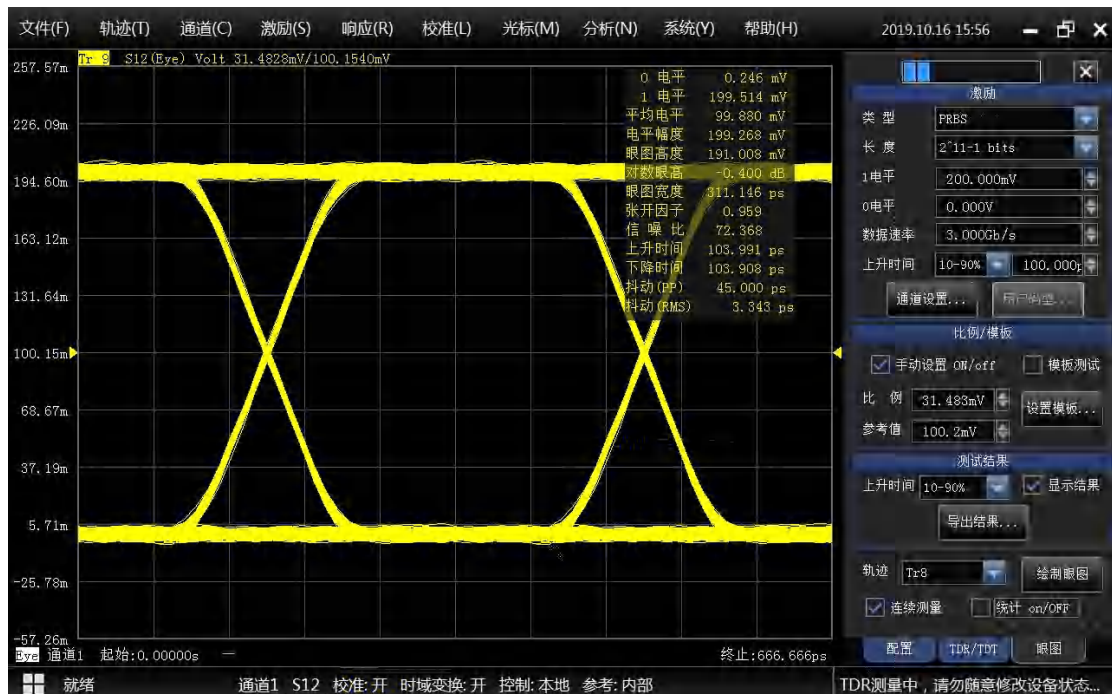 文件(F) 轨迹(T) 通道(C) 激励(S) 响应(R) 校准(L) 光标(M) 分析(N) 系统(Y) 帮助(H) 2019.10.16 15:56
Tr 9 S12(Eye) Volt 31.4828mV/100.1540mV
257.57m
226.09m
194.60m
163.12m
131.64m
100.15m
68.67m
37.19m
5.71m
-25.78m
-57.26m
0 电平 0.246 mV
1 电平 199.514 mV
平均电平 99.880 mV
电平幅度 199.268 mV
眼图高度 191.008 mV
对数眼高 -0.400 dB
眼图宽度 311.146 ps
张开因子 0.959
信 噪 比 72.368
上升时间 103.991 ps
下降时间 103.908 ps
抖动(PP) 45.000 ps
抖动(RMS) 3.343 ps
Eye 通道1 起始:0.00000s — 终止:666.666ps
激励
类 型 PRBS
长 度 2^11-1 bits
1电平 200.000mV
0电平 0.000V
数据速率 3.000Gb/s
上升时间 10-90% 100.000p
通道设置...
比例/模板
手动设置 ON/off 模板测试
比 例 31.483mV 设置模板...
参考值 100.2mV
测试结果
上升时间 10-90% 显示结果
导出结果...
轨迹 Tr8 绘制眼图
连续测量 统计 on/OFF
配置 TDR/TDT 眼图
就绪 通道1 S12 校准:开 时域变换:开 控制:本地 参考:内部 TDR测量中，请勿随意修改设备状态...